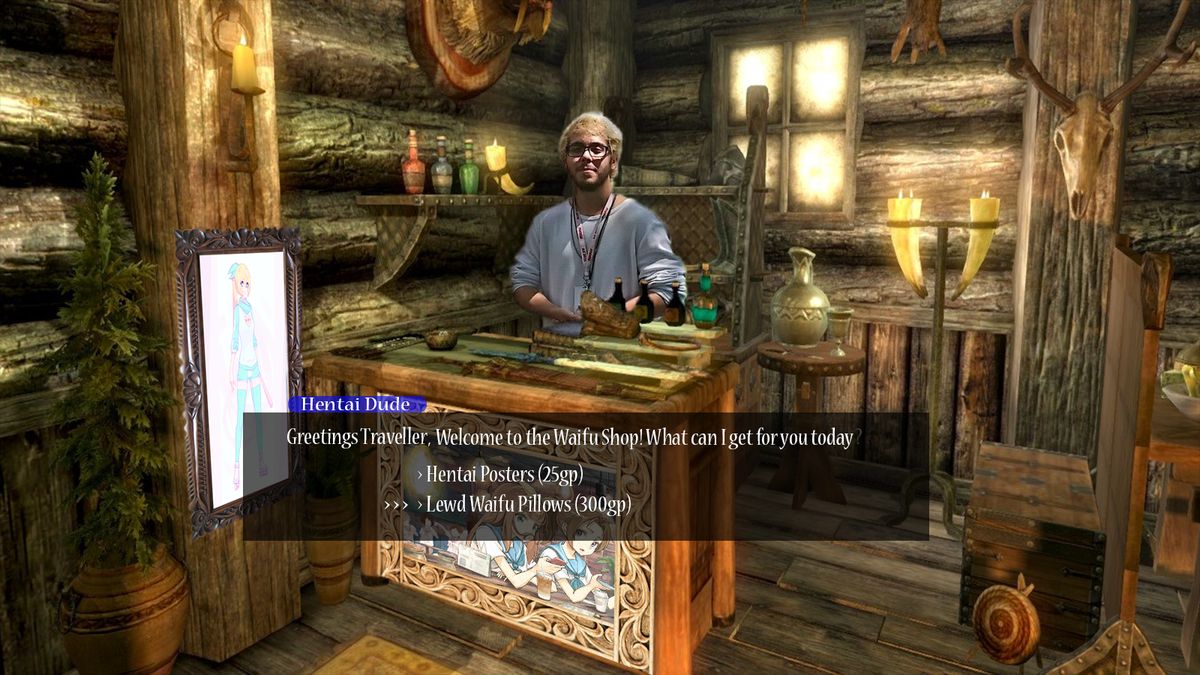 Hentai Dude
Greetings Traveller, Welcome to the Waifu Shop! What can I get for you today?
› Hentai Posters (25gp)
››› › Lewd Waifu Pillows (300gp)